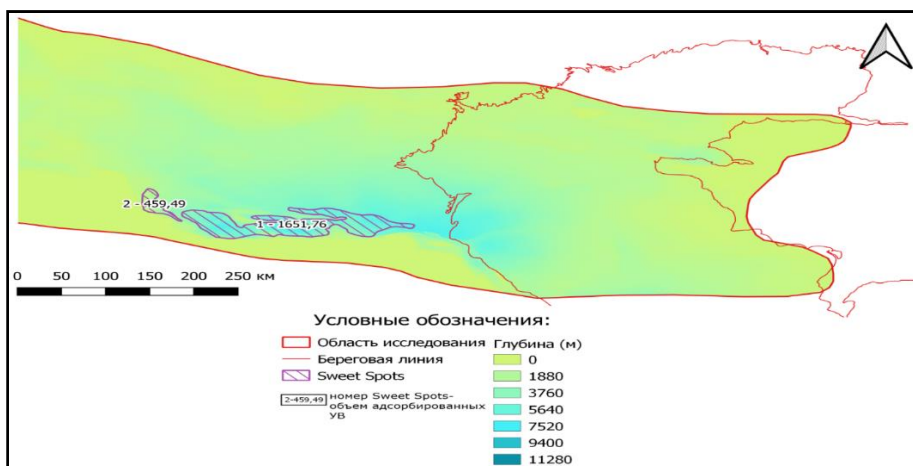 2 - 459,49
1 - 1651,76
0 50 100 150 200 250 км
Условные обозначения:
Область исследования
Береговая линия
Sweet Spots
2-459,49
номер Sweet Spots-
объем адсорбированных
УВ
Глубина (м)
0
1880
3760
5640
7520
9400
11280